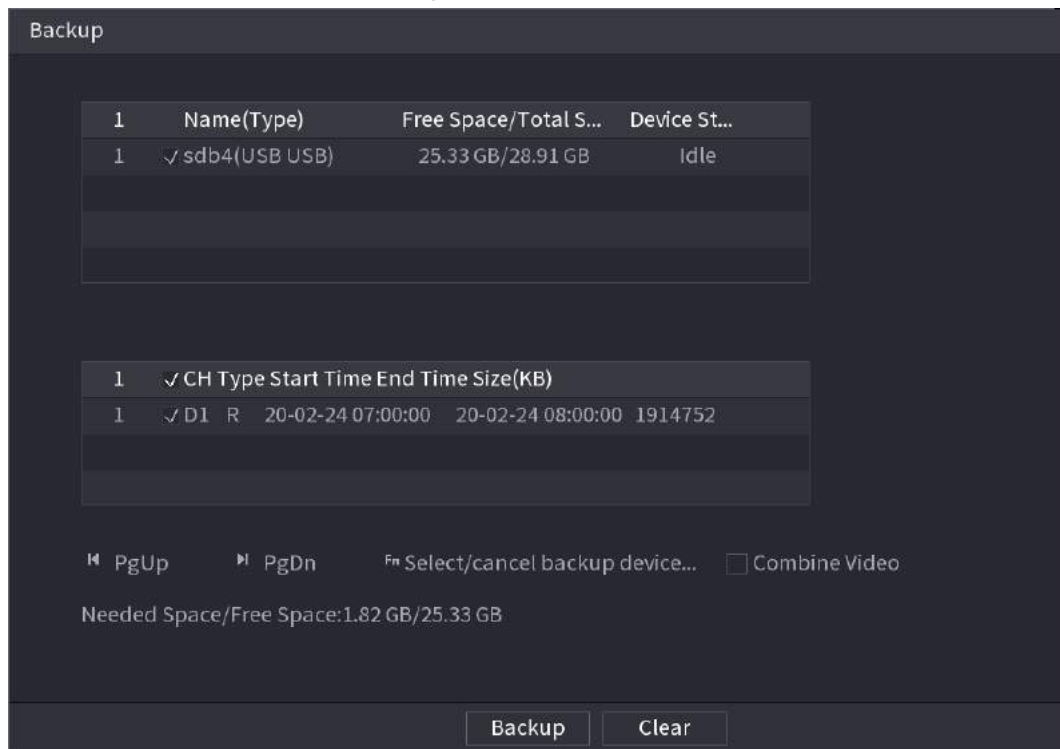 Backup
1 Name(Type) Free Space/Total S... Device St...
1 sdb4(USB USB) 25.33 GB/28.91 GB Idle
1 CH Type Start Time End Time Size(KB)
1 D1 R 20-02-24 07:00:00 20-02-24 08:00:00 1914752
PgUp PgDn Fn Select/cancel backup device... Combine Video
Needed Space/Free Space:1.82 GB/25.33 GB
Backup Clear